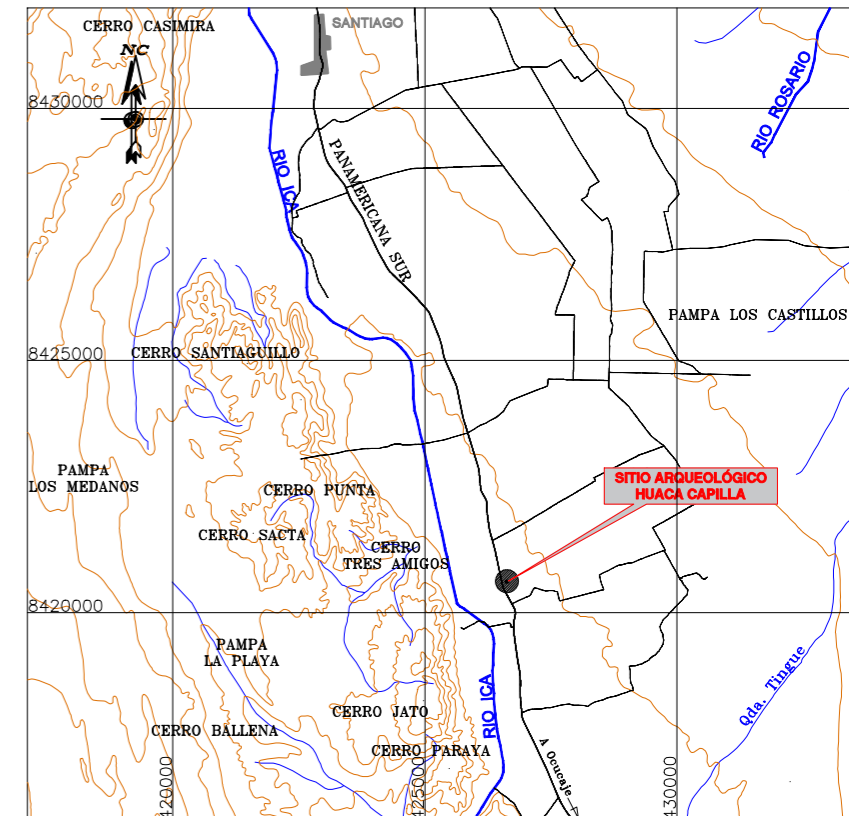 CERRO CASIMIRA
SANTIAGO
NC
RIO ROSARIO
8430000
RIO ICA
PANAMERICANA SUR
PAMPA LOS CASTILLOS
CERRO SANTIAGUILLO
8425000
PAMPA
LOS MEDANOS
SITIO ARQUEOLÓGICO
HUACA CAPILLA
CERRO PUNTA
CERRO SACTA
CERRO
TRES AMIGOS
8420000
PAMPA
LA PLAYA
Qda. Tingue
RIO ICA
CERRO JATO
CERRO BALLENA
CERRO PARAYA
A Ocucaje
420000
425000
430000